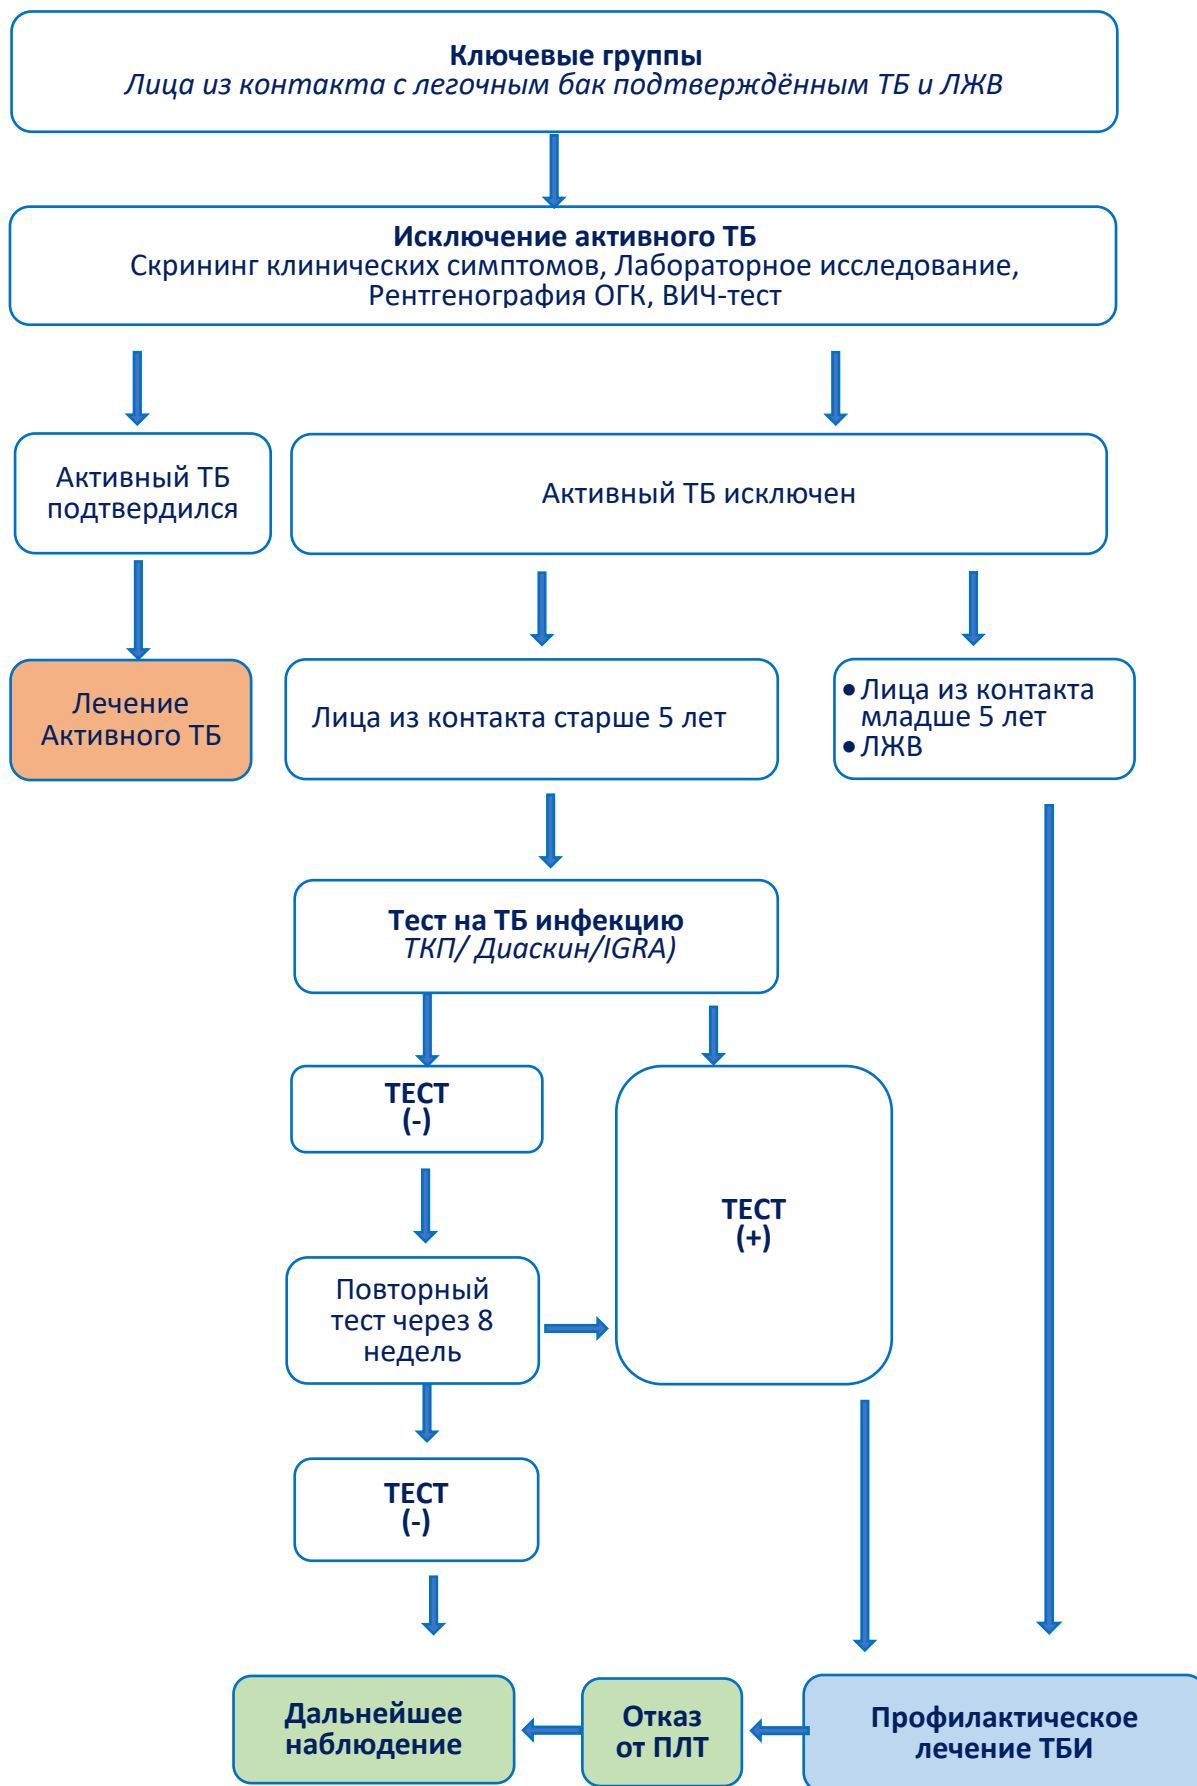 Ключевые группы
Лица из контакта с легочным бак подтверждённым ТБ и ЛЖВ
Исключение активного ТБ
Скрининг клинических симптомов, Лабораторное исследование,
Рентгенография ОГК, ВИЧ-тест
Активный ТБ
подтвердился
Активный ТБ исключен
Лечение
Активного ТБ
Лица из контакта старше 5 лет
• Лица из контакта
младше 5 лет
• ЛЖВ
Тест на ТБ инфекцию
ТКП/ Диаскин/IGRA)
ТЕСТ
(-)
ТЕСТ
(+)
Повторный
тест через 8
недель
ТЕСТ
(-)
Дальнейшее
наблюдение
Отказ
от ПЛТ
Профилактическое
лечение ТБИ